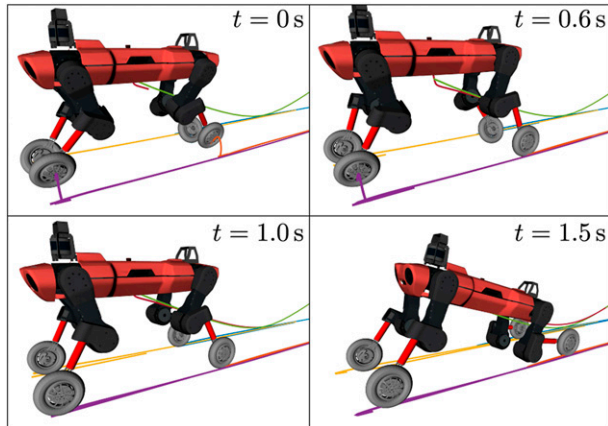 t = 0 s
t = 0.6 s
t = 1.0 s
t = 1.5 s